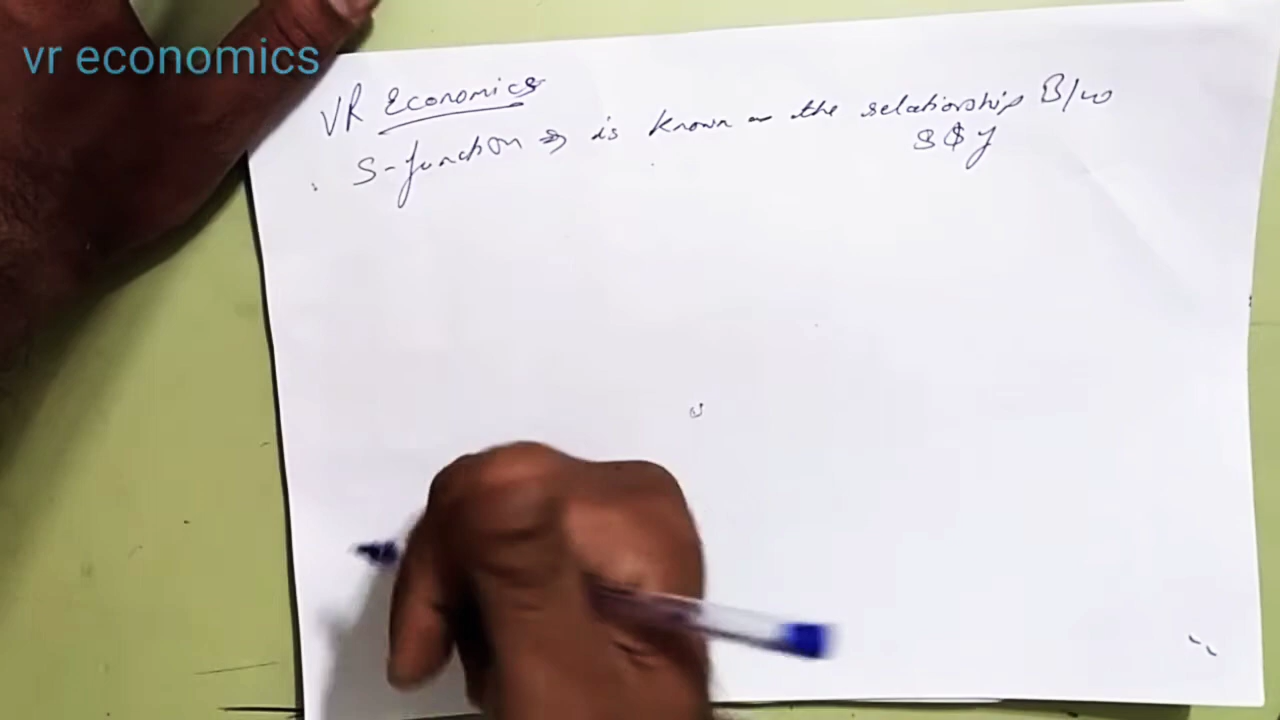 vr economics
VR Economics
S-function ⇒ is known as the relationship B/w
S & Y